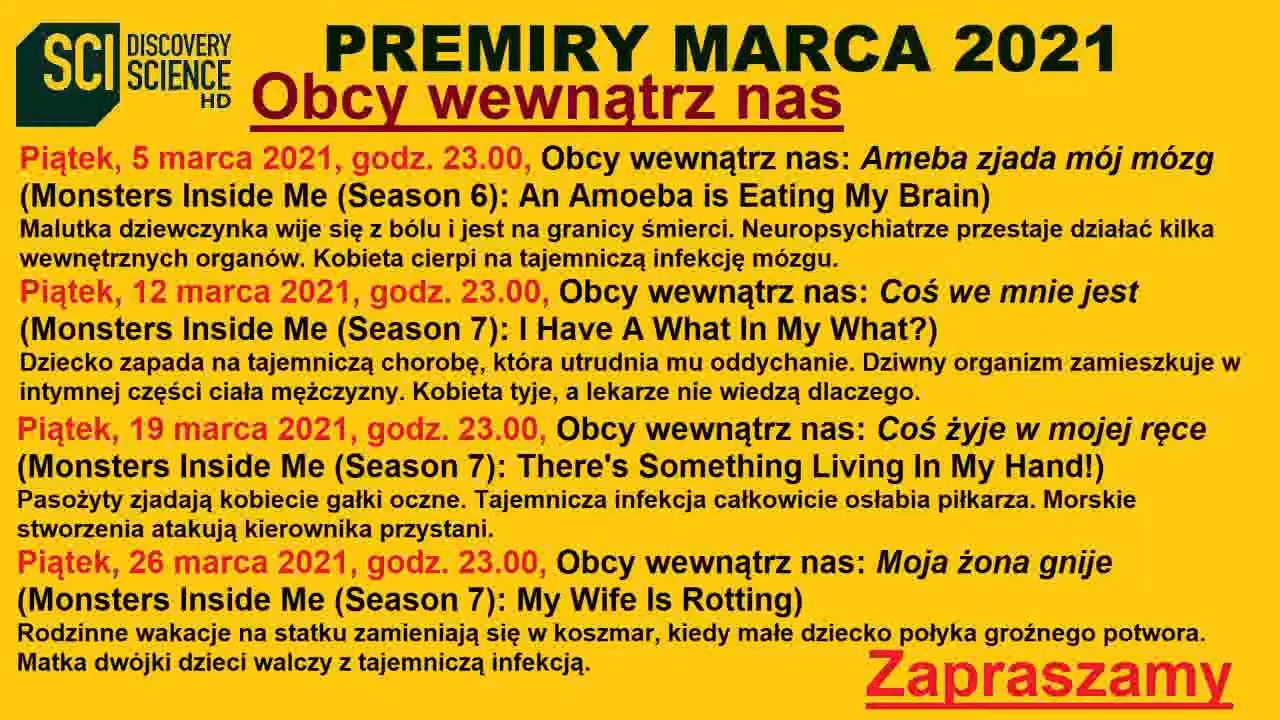 SCI DISCOVERY SCIENCE HD
PREMIRY MARCA 2021
Obcy wewnątrz nas
Piątek, 5 marca 2021, godz. 23.00, Obcy wewnątrz nas: Ameba zjada mój mózg
(Monsters Inside Me (Season 6): An Amoeba is Eating My Brain)
Malutka dziewczynka wije się z bólu i jest na granicy śmierci. Neuropsychiatrze przestaje działać kilka
wewnętrznych organów. Kobieta cierpi na tajemniczą infekcję mózgu.
Piątek, 12 marca 2021, godz. 23.00, Obcy wewnątrz nas: Coś we mnie jest
(Monsters Inside Me (Season 7): I Have A What In My What?)
Dziecko zapada na tajemniczą chorobę, która utrudnia mu oddychanie. Dziwny organizm zamieszkuje w
intymnej części ciała mężczyzny. Kobieta tyje, a lekarze nie wiedzą dlaczego.
Piątek, 19 marca 2021, godz. 23.00, Obcy wewnątrz nas: Coś żyje w mojej ręce
(Monsters Inside Me (Season 7): There's Something Living In My Hand!)
Pasożyty zjadają kobiecie gałki oczne. Tajemnicza infekcja całkowicie osłabia piłkarza. Morskie
stworzenia atakują kierownika przystani.
Piątek, 26 marca 2021, godz. 23.00, Obcy wewnątrz nas: Moja żona gnije
(Monsters Inside Me (Season 7): My Wife Is Rotting)
Rodzinne wakacje na statku zamieniają się w koszmar, kiedy małe dziecko połyka groźnego potwora.
Matka dwójki dzieci walczy z tajemniczą infekcją.
Zapraszamy